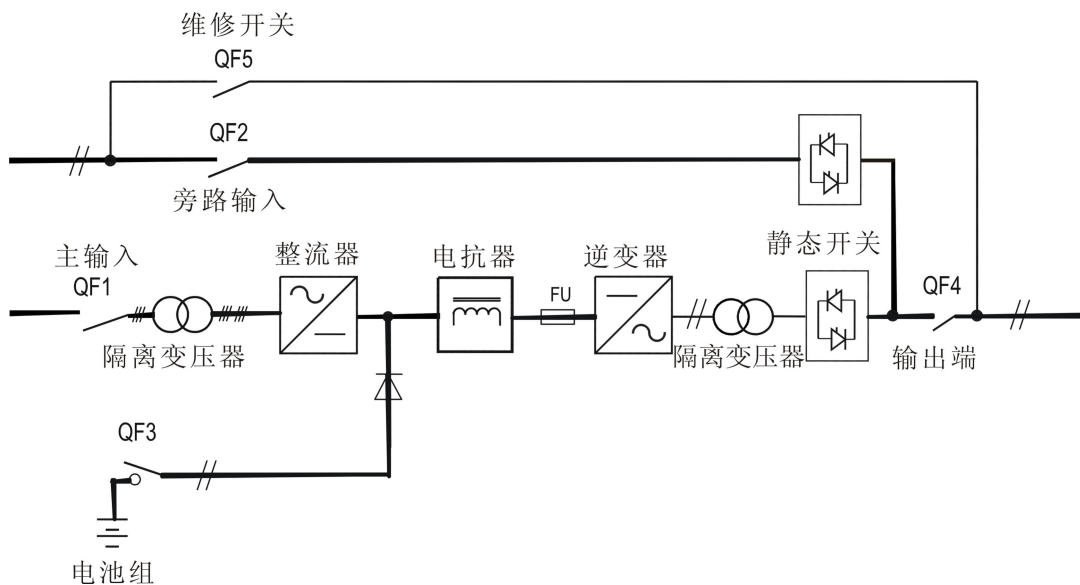 维修开关
QF5
QF2
旁路输入
静态开关
主输入
QF1
整流器
电抗器
FU
逆变器
QF4
隔离变压器
隔离变压器
输出端
QF3
电池组